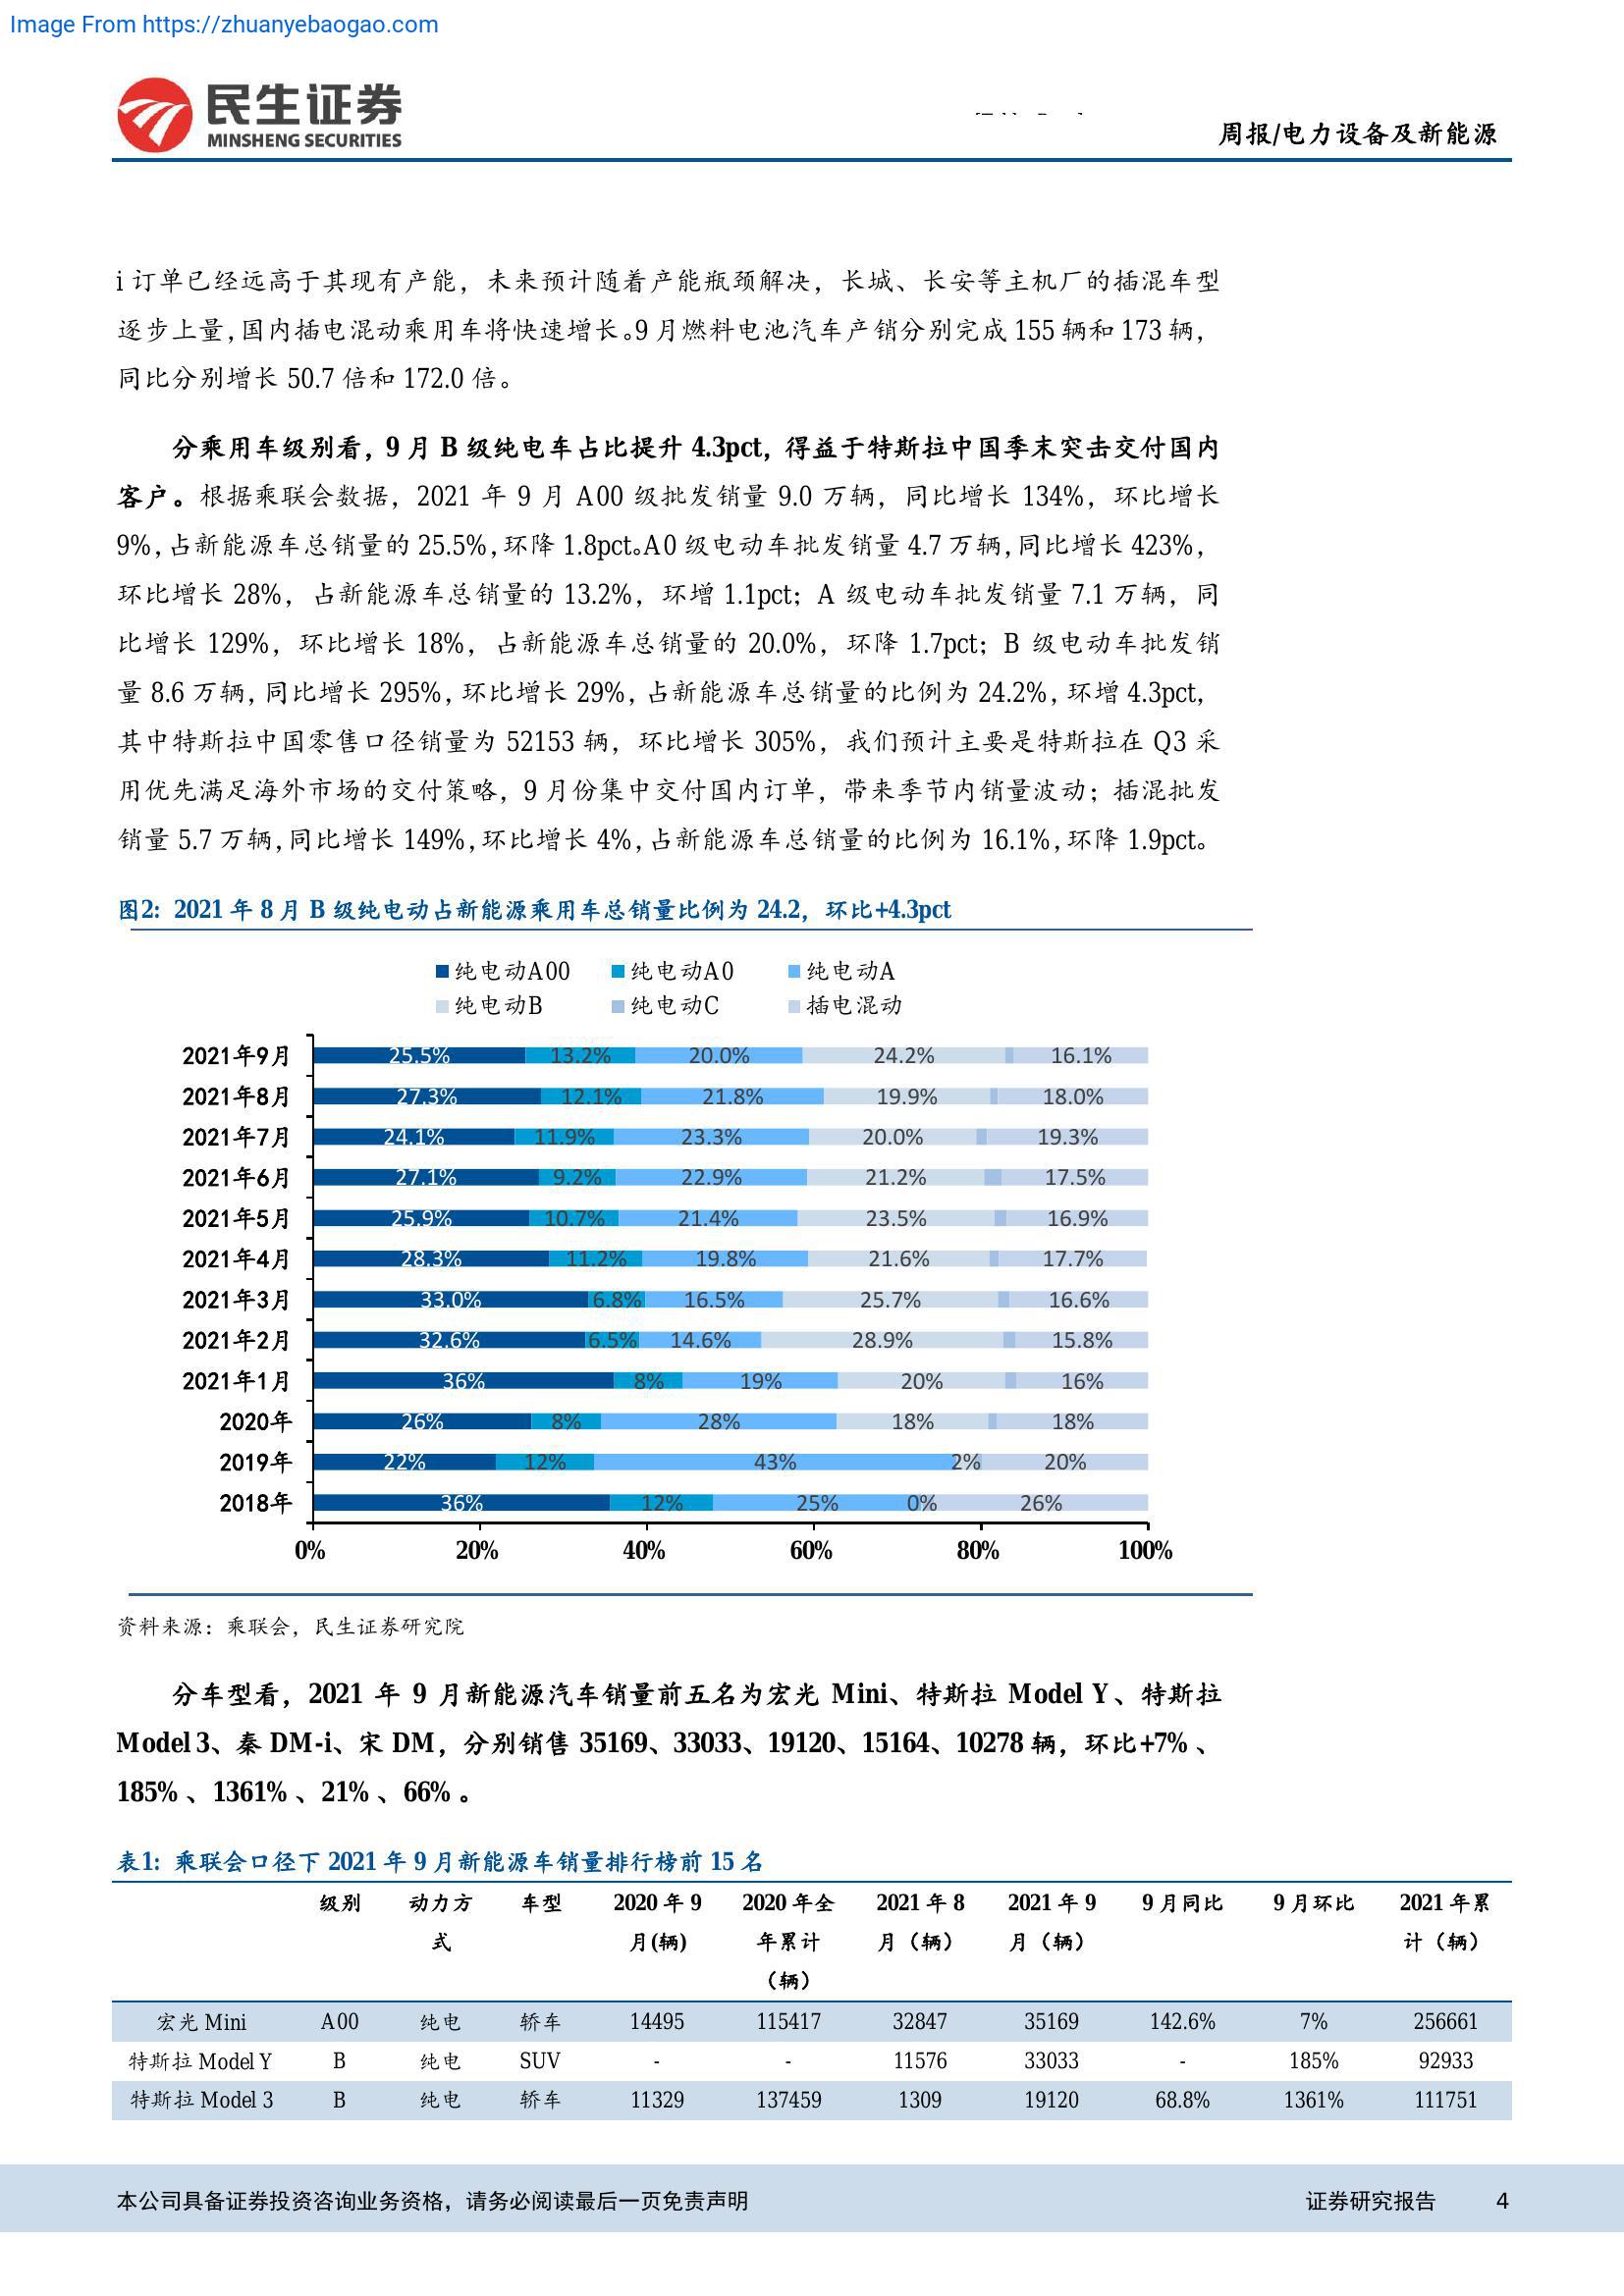 Image From https://zhuanyebaogao.com
民生证券
MINSHENG SECURITIES
周报/电力设备及新能源
i 订单已经远高于其现有产能，未来预计随着产能瓶颈解决，长城、长安等主机厂的插混车型
逐步上量，国内插电混动乘用车将快速增长。9 月燃料电池汽车产销分别完成 155 辆和 173 辆，
同比分别增长 50.7 倍和 172.0 倍。
分乘用车级别看，9 月 B 级纯电车占比提升 4.3pct，得益于特斯拉中国季末突击交付国内
客户。根据乘联会数据，2021 年 9 月 A00 级批发销量 9.0 万辆，同比增长 134%，环比增长
9%，占新能源车总销量的 25.5%，环降 1.8pct。A0 级电动车批发销量 4.7 万辆，同比增长 423%，
环比增长 28%，占新能源车总销量的 13.2%，环增 1.1pct；A 级电动车批发销量 7.1 万辆，同
比增长 129%，环比增长 18%，占新能源车总销量的 20.0%，环降 1.7pct；B 级电动车批发销
量 8.6 万辆，同比增长 295%，环比增长 29%，占新能源车总销量的比例为 24.2%，环增 4.3pct，
其中特斯拉中国零售口径销量为 52153 辆，环比增长 305%，我们预计主要是特斯拉在 Q3 采
用优先满足海外市场的交付策略，9 月份集中交付国内订单，带来季节内销量波动；插混批发
销量 5.7 万辆，同比增长 149%，环比增长 4%，占新能源车总销量的比例为 16.1%，环降 1.9pct。
图2: 2021 年 8 月 B 级纯电动占新能源乘用车总销量比例为 24.2，环比+4.3pct
纯电动A00 纯电动A0 纯电动A
纯电动B 纯电动C 插电混动
2021年9月 25.5% 13.2% 20.0% 24.2% 16.1%
2021年8月 27.3% 12.1% 21.8% 19.9% 18.0%
2021年7月 24.1% 11.9% 23.3% 20.0% 19.3%
2021年6月 27.1% 9.2% 22.9% 21.2% 17.5%
2021年5月 25.9% 10.7% 21.4% 23.5% 16.9%
2021年4月 28.3% 11.2% 19.8% 21.6% 17.7%
2021年3月 33.0% 6.8% 16.5% 25.7% 16.6%
2021年2月 32.6% 6.5% 14.6% 28.9% 15.8%
2021年1月 36% 8% 19% 20% 16%
2020年 26% 8% 28% 18% 18%
2019年 22% 12% 43% 2% 20%
2018年 36% 12% 25% 0% 26%
0% 20% 40% 60% 80% 100%
资料来源：乘联会，民生证券研究院
分车型看，2021 年 9 月新能源汽车销量前五名为宏光 Mini、特斯拉 Model Y、特斯拉
Model 3、秦 DM-i、宋 DM，分别销售 35169、33033、19120、15164、10278 辆，环比+7% 、
185% 、1361% 、21% 、66% 。
表1: 乘联会口径下 2021 年 9 月新能源车销量排行榜前 15 名
级别 动力方 车型 2020 年 9 2020 年全 2021 年 8 2021 年 9 9 月同比 9 月环比 2021 年累
式 月(辆) 年累计 月（辆） 月（辆） 计（辆）
（辆）
宏光 Mini A00 纯电 轿车 14495 115417 32847 35169 142.6% 7% 256661
特斯拉 Model Y B 纯电 SUV - - 11576 33033 - 185% 92933
特斯拉 Model 3 B 纯电 轿车 11329 137459 1309 19120 68.8% 1361% 111751
本公司具备证券投资咨询业务资格，请务必阅读最后一页免责声明 证券研究报告 4